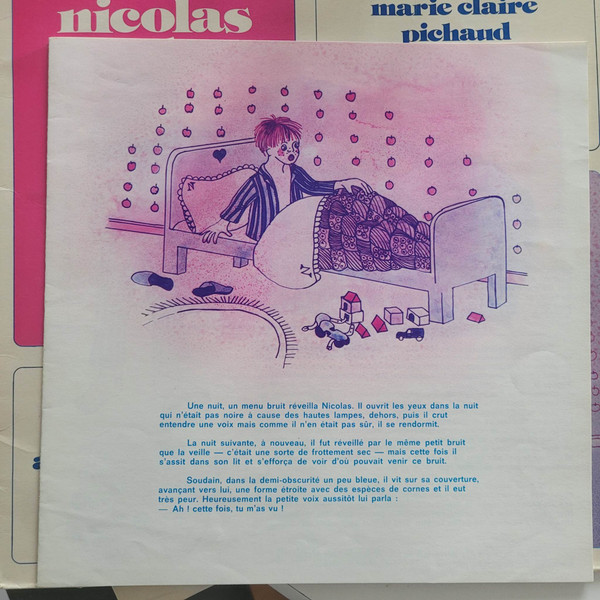 nicolas
marie claire
pichaud
N
N
Une nuit, un menu bruit réveilla Nicolas. Il ouvrit les yeux dans la nuit
qui n'était pas noire à cause des hautes lampes, dehors, puis il crut
entendre une voix mais comme il n'en était pas sûr, il se rendormit.
La nuit suivante, à nouveau, il fut réveillé par le même petit bruit
que la veille — c'était une sorte de frottement sec — mais cette fois il
s'assit dans son lit et s'efforça de voir d'où pouvait venir ce bruit.
Soudain, dans la demi-obscurité un peu bleue, il vit sur sa couverture,
avançant vers lui, une forme étroite avec des espèces de cornes et il eut
très peur. Heureusement la petite voix aussitôt lui parla :
— Ah ! cette fois, tu m'as vu !